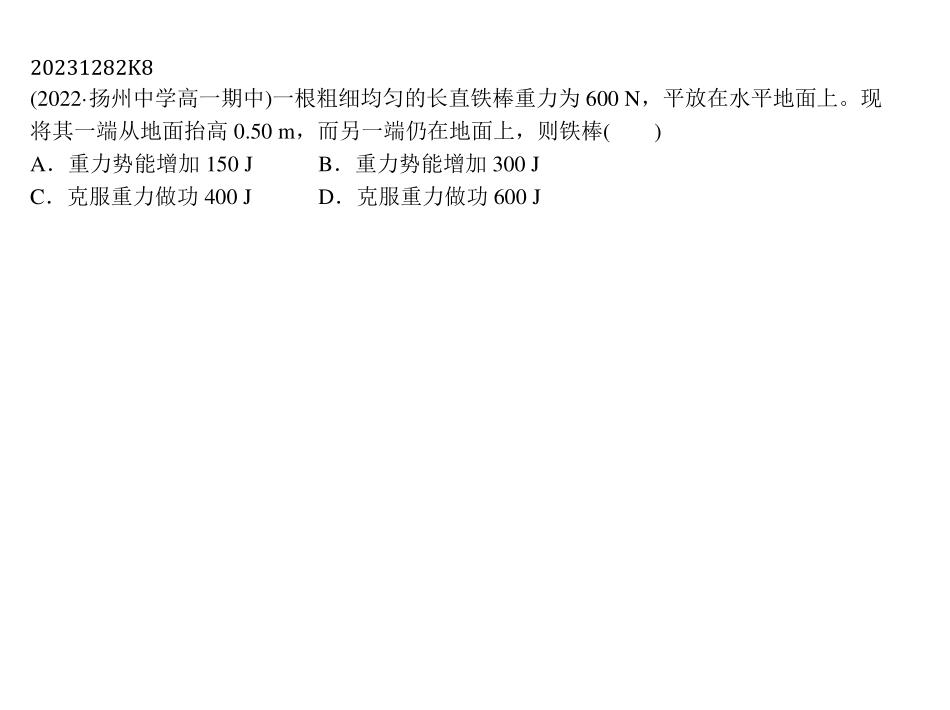 20231282K8
(2022·扬州中学高一期中)一根粗细均匀的长直铁棒重力为 600 N，平放在水平地面上。现
将其一端从地面抬高 0.50 m，而另一端仍在地面上，则铁棒(　　)
A．重力势能增加 150 J　　　B．重力势能增加 300 J
C．克服重力做功 400 J　　　D．克服重力做功 600 J